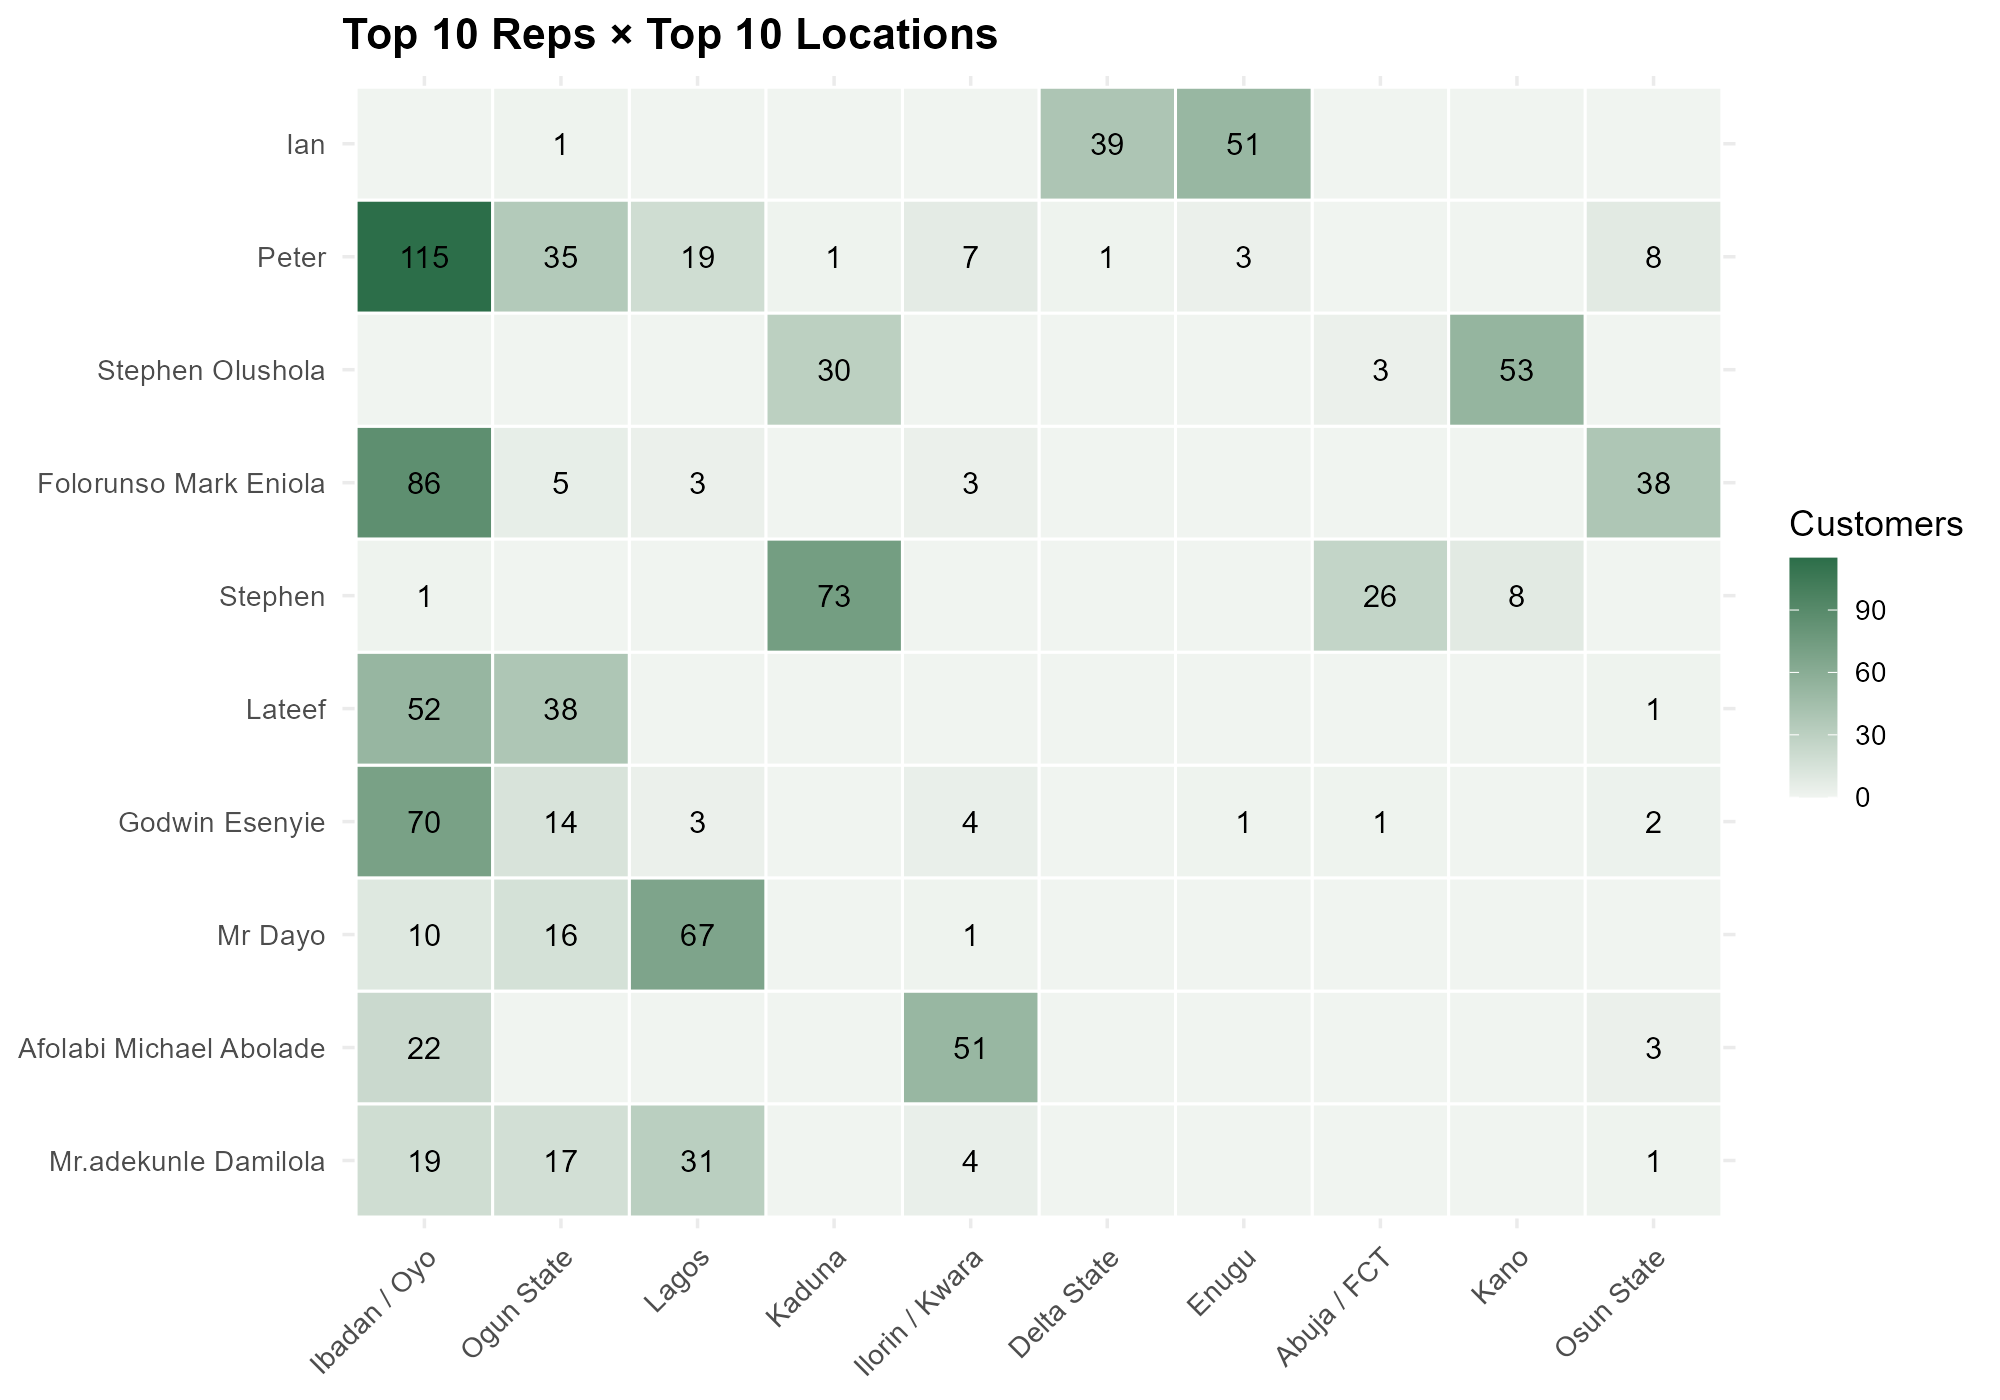 Top 10 Reps × Top 10 Locations
Ian 1 39 51
Peter 115 35 19 1 7 1 3 8
Stephen Olushola 30 3 53
Folorunso Mark Eniola 86 5 3 3 38
Stephen 1 73 26 8
Lateef 52 38 1
Godwin Esenyie 70 14 3 4 1 1 2
Mr Dayo 10 16 67 1
Afolabi Michael Abolade 22 51 3
Mr.adekunle Damilola 19 17 31 4 1
Ibadan / Oyo
Ogun State
Lagos
Kaduna
Ilorin / Kwara
Delta State
Enugu
Abuja / FCT
Kano
Osun State
Customers
90
60
30
0